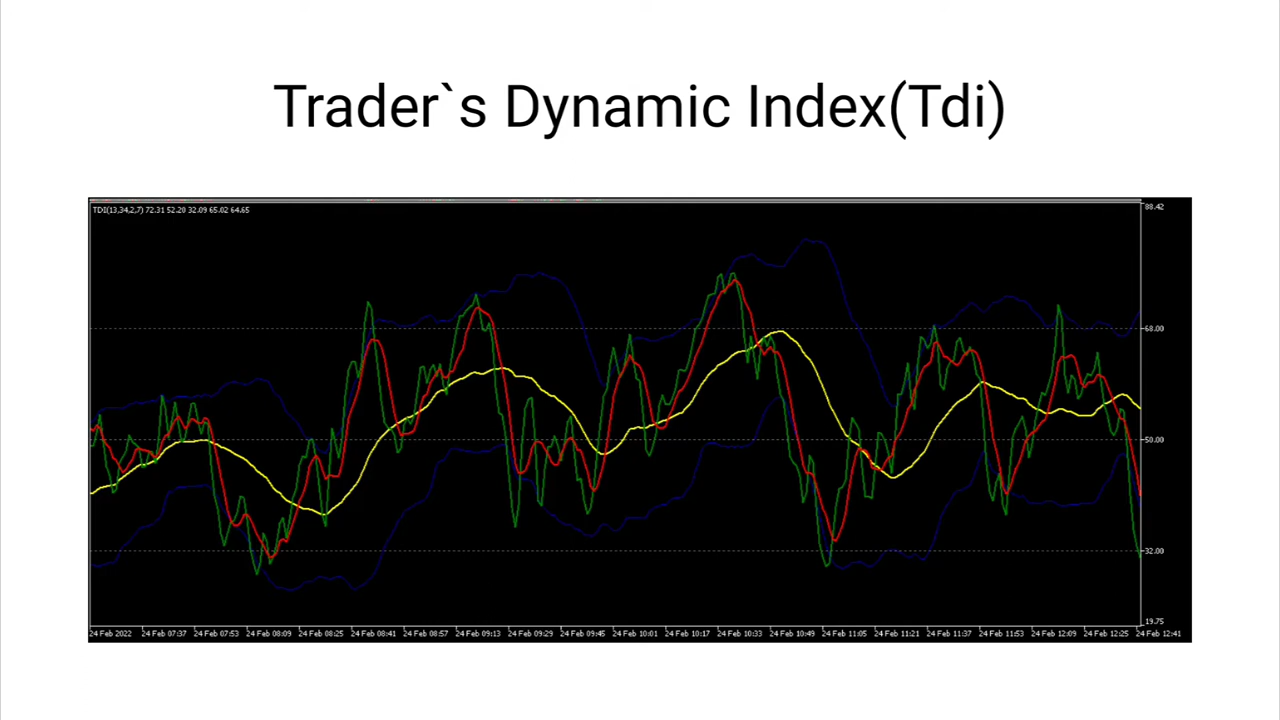 Trader`s Dynamic Index(Tdi)
TDI(13,34,2,7) 72.31 52.20 32.09 65.02 64.65
88.42
68.00
50.00
32.00
19.75
24 Feb 2022 24 Feb 07:37 24 Feb 07:53 24 Feb 08:09 24 Feb 08:25 24 Feb 08:41 24 Feb 08:57 24 Feb 09:13 24 Feb 09:29 24 Feb 09:45 24 Feb 10:01 24 Feb 10:17 24 Feb 10:33 24 Feb 10:49 24 Feb 11:05 24 Feb 11:21 24 Feb 11:37 24 Feb 11:53 24 Feb 12:09 24 Feb 12:25 24 Feb 12:41